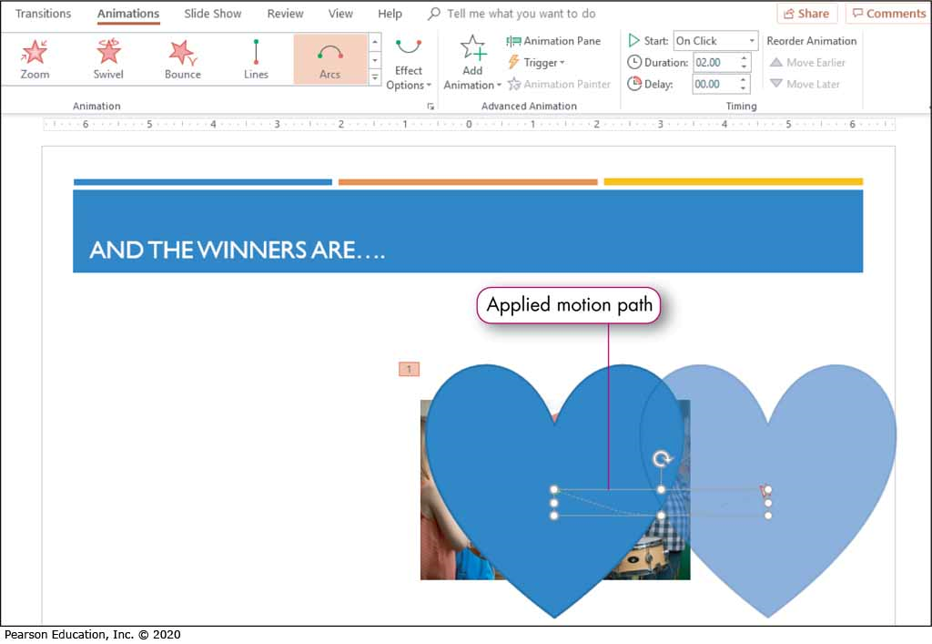 Transitions Animations Slide Show Review View Help Tell me what you want to do Share Comments
Zoom Swivel Bounce Lines Arcs
Effect Options
Add Animation
Animation Pane
Trigger
Animation Painter
Start: On Click
Duration: 02.00
Delay: 00.00
Reorder Animation
Move Earlier
Move Later
Animation Advanced Animation Timing
6 5 4 3 2 1 0 1 2 3 4 5 6
AND THE WINNERS ARE….
Applied motion path
1
Pearson Education, Inc. © 2020